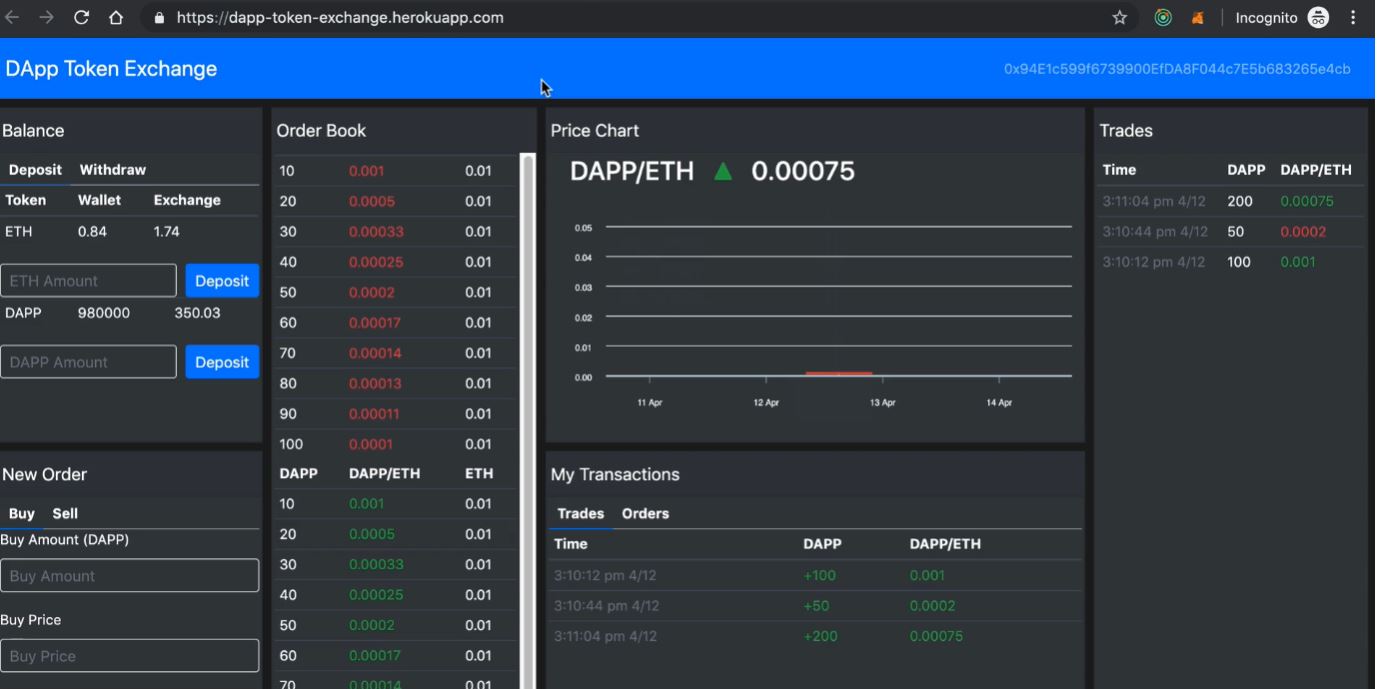 https://dapp-token-exchange.herokuapp.com
Incognito
DApp Token Exchange
0x94E1c599f6739900EfDA8F044c7E5b683265e4cb
Balance
Deposit Withdraw
Token Wallet Exchange
ETH 0.84 1.74
ETH Amount Deposit
DAPP 980000 350.03
DAPP Amount Deposit
New Order
Buy Sell
Buy Amount (DAPP)
Buy Amount
Buy Price
Buy Price
Order Book
10 0.001 0.01
20 0.0005 0.01
30 0.00033 0.01
40 0.00025 0.01
50 0.0002 0.01
60 0.00017 0.01
70 0.00014 0.01
80 0.00013 0.01
90 0.00011 0.01
100 0.0001 0.01
DAPP DAPP/ETH ETH
10 0.001 0.01
20 0.0005 0.01
30 0.00033 0.01
40 0.00025 0.01
50 0.0002 0.01
60 0.00017 0.01
70 0.00014 0.01
Price Chart
DAPP/ETH ▲ 0.00075
0.05
0.04
0.03
0.02
0.01
0.00
11 Apr 12 Apr 13 Apr 14 Apr
My Transactions
Trades Orders
Time DAPP DAPP/ETH
3:10:12 pm 4/12 +100 0.001
3:10:44 pm 4/12 +50 0.0002
3:11:04 pm 4/12 +200 0.00075
Trades
Time DAPP DAPP/ETH
3:11:04 pm 4/12 200 0.00075
3:10:44 pm 4/12 50 0.0002
3:10:12 pm 4/12 100 0.001